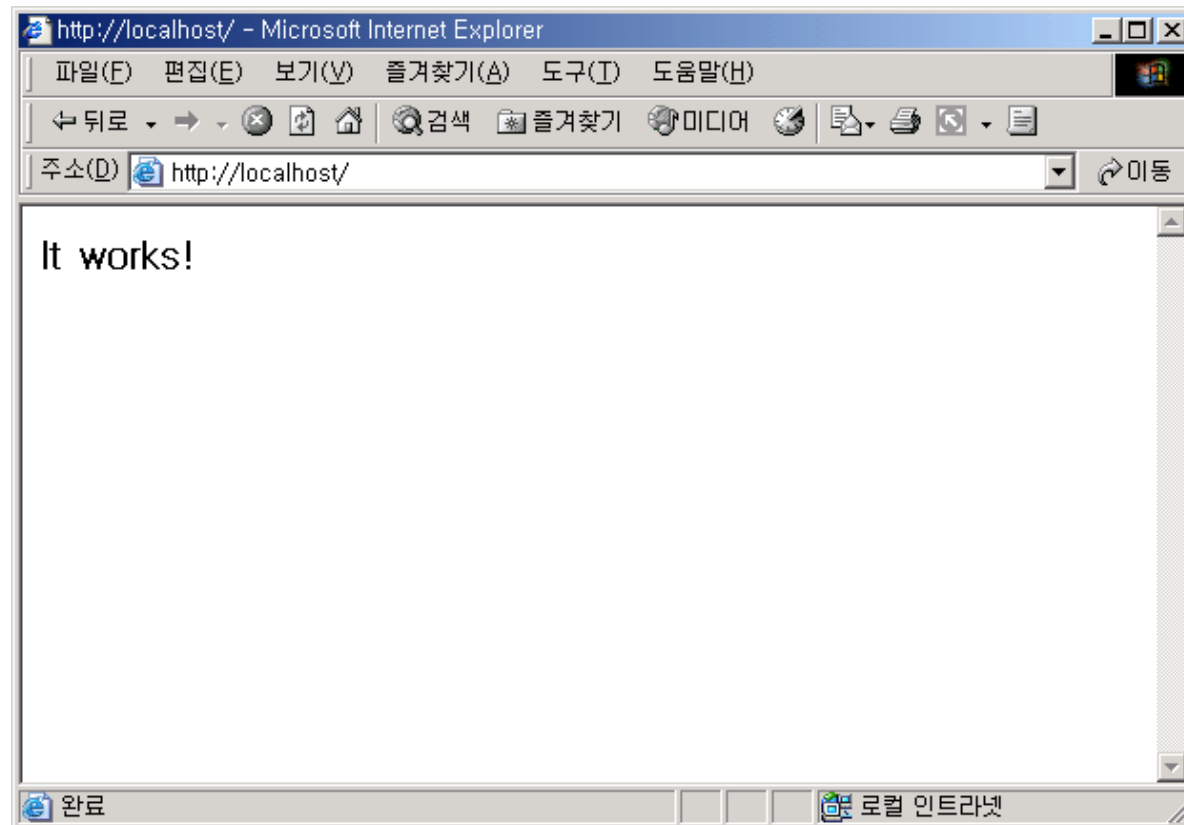 http://localhost/ - Microsoft Internet Explorer
파일(F) 편집(E) 보기(V) 즐겨찾기(A) 도구(T) 도움말(H)
뒤로 검색 즐겨찾기 미디어
주소(D) http://localhost/ 이동
It works!
완료 로컬 인트라넷